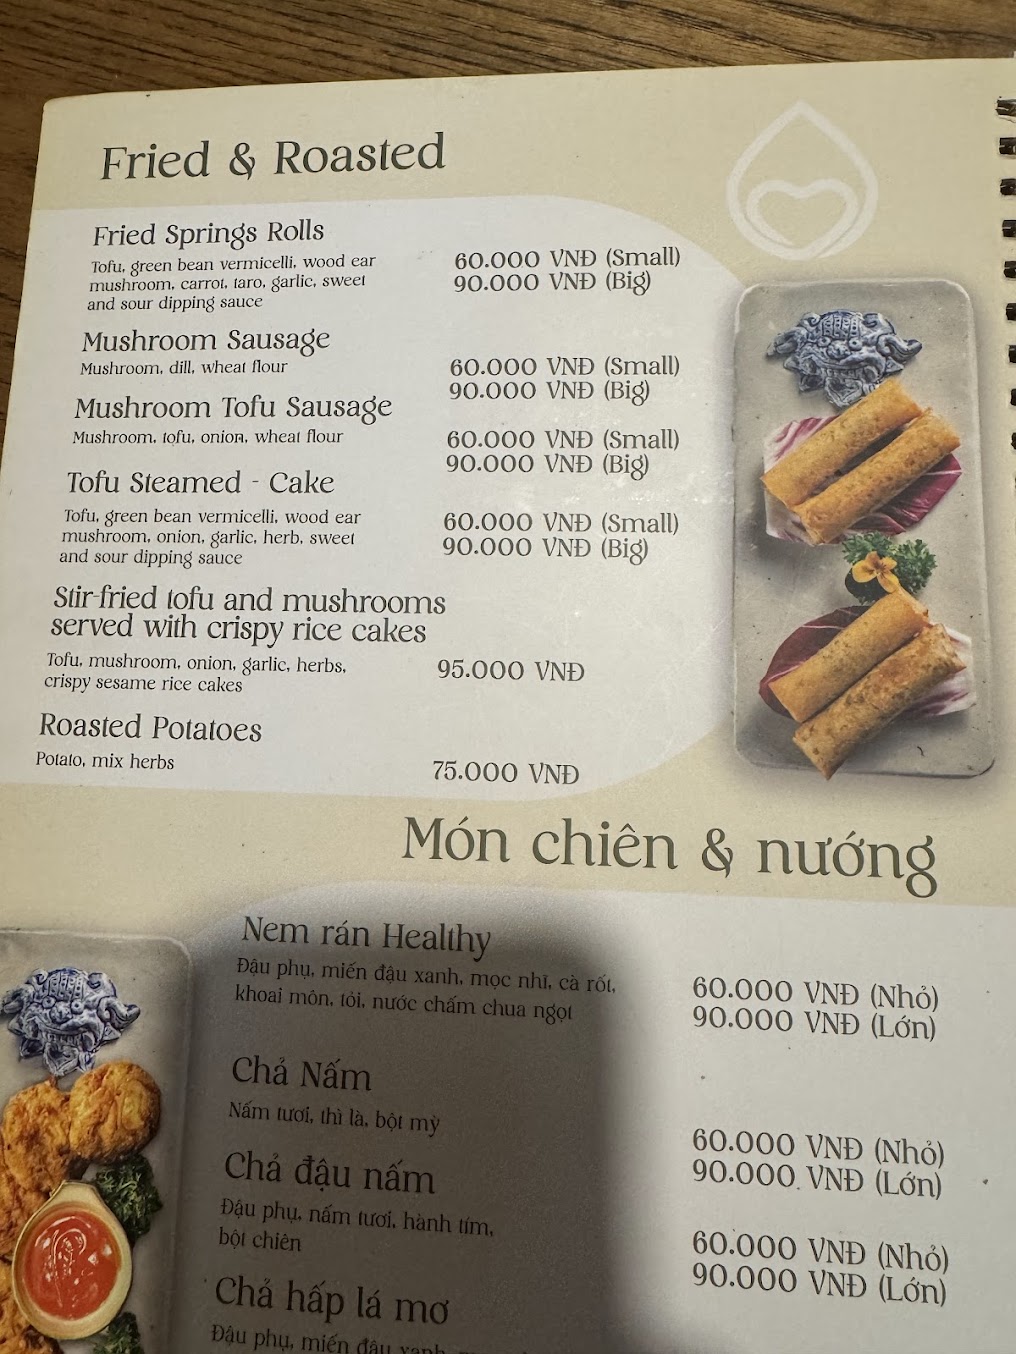 Fried & Roasted
Fried Springs Rolls
Tofu, green bean vermicelli, wood ear
mushroom, carrot, taro, garlic, sweet
and sour dipping sauce
60.000 VNĐ (Small)
90.000 VNĐ (Big)
Mushroom Sausage
Mushroom, dill, wheat flour
60.000 VNĐ (Small)
90.000 VNĐ (Big)
Mushroom Tofu Sausage
Mushroom, tofu, onion, wheat flour
60.000 VNĐ (Small)
90.000 VNĐ (Big)
Tofu Steamed - Cake
Tofu, green bean vermicelli, wood ear
mushroom, onion, garlic, herb, sweet
and sour dipping sauce
60.000 VNĐ (Small)
90.000 VNĐ (Big)
Stir-fried tofu and mushrooms
served with crispy rice cakes
Tofu, mushroom, onion, garlic, herbs,
crispy sesame rice cakes
95.000 VNĐ
Roasted Potatoes
Potato, mix herbs
75.000 VNĐ
Món chiên & nướng
Nem rán Healthy
Đậu phụ, miến đậu xanh, mọc nhĩ, cà rốt,
khoai môn, tỏi, nước chấm chua ngọt
60.000 VNĐ (Nhỏ)
90.000 VNĐ (Lớn)
Chả Nấm
Nấm tươi, thì là, bột mỳ
60.000 VNĐ (Nhỏ)
90.000 VNĐ (Lớn)
Chả đậu nấm
Đậu phụ, nấm tươi, hành tím,
bột chiên
60.000 VNĐ (Nhỏ)
90.000 VNĐ (Lớn)
Chả hấp lá mơ
Đậu phụ, miến đậu xanh